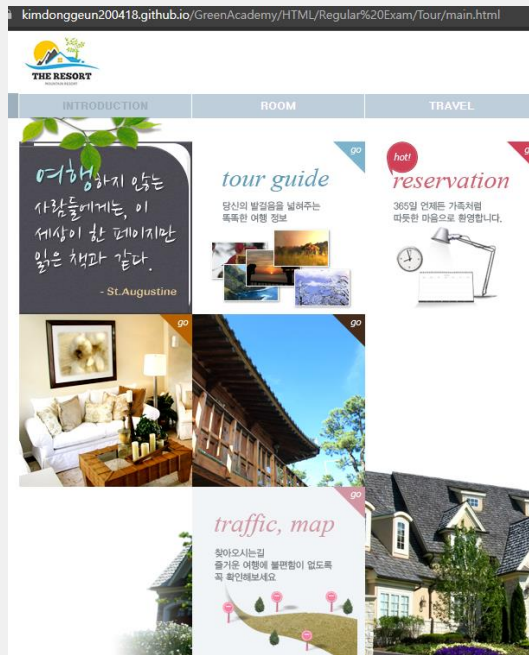 kimdonggeun200418.github.io/GreenAcademy/HTML/Regular%20Exam/Tour/main.html
THE RESORT
INTRODUCTION
ROOM
TRAVEL
여행하지 않는
사람들에게는, 이
세상이 한 페이지만
읽은 책과 같다.
- St.Augustine
go
tour guide
당신의 발걸음을 넓혀주는
똑똑한 여행 정보
go
hot!
reservation
365일 언제든 가족처럼
따뜻한 마음으로 환영합니다.
go
go
go
traffic, map
찾아오시는길
즐거운 여행에 불편함이 없도록
꼭 확인해보세요